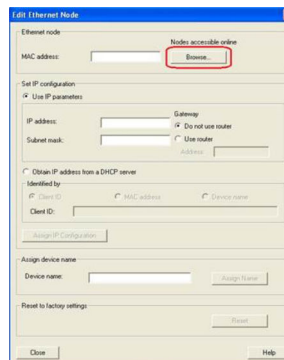 Edit Ethernet Node
Ethernet node
Nodes accessible online
MAC address:
Browse...
Set IP configuration
Use IP parameters
Gateway
IP address:
Do not use router
Subnet mask:
Use router
Address:
Obtain IP address from a DHCP server
Identified by
Client ID
MAC address
Device name
Client ID:
Assign IP Configuration
Assign device name
Device name:
Assign Name
Reset to factory settings
Reset
Close
Help